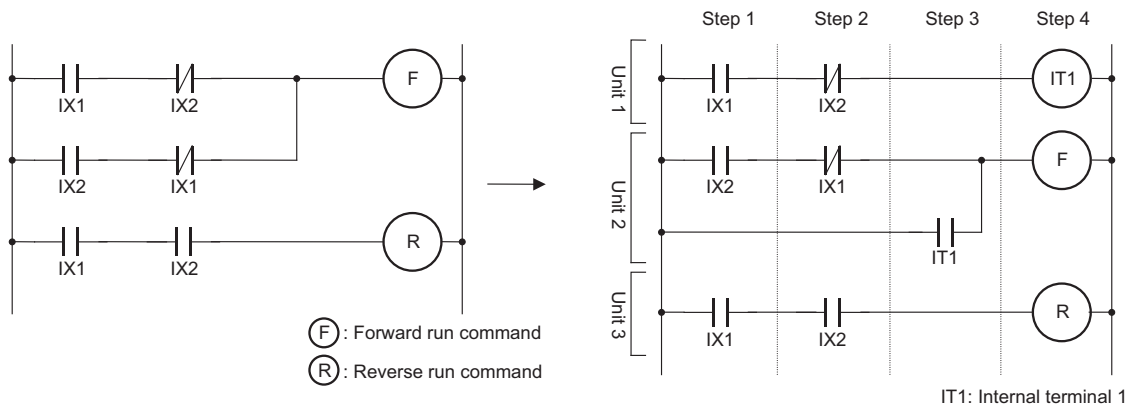 Step 1 Step 2 Step 3 Step 4
IX1 IX2 F
IX2 IX1
IX1 IX2 R
F : Forward run command
R : Reverse run command
Unit 1
IX1 IX2 IT1
Unit 2
IX2 IX1 F
IT1
Unit 3
IX1 IX2 R
IT1: Internal terminal 1